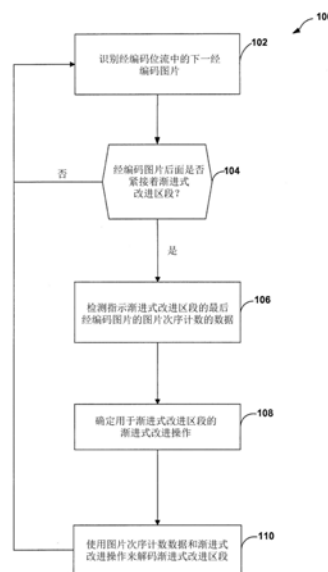 100
102
识别经编码位流中的下一经
编码图片
否
经编码图片后面是否
紧接着渐进式
改进区段？
104
是
106
检测指示渐进式改进区段的最后
经编码图片的图片次序计数的数据
108
确定用于渐进式改进区段的
渐进式改进操作
110
使用图片次序计数数据和渐进式
改进操作来解码渐进式改进区段